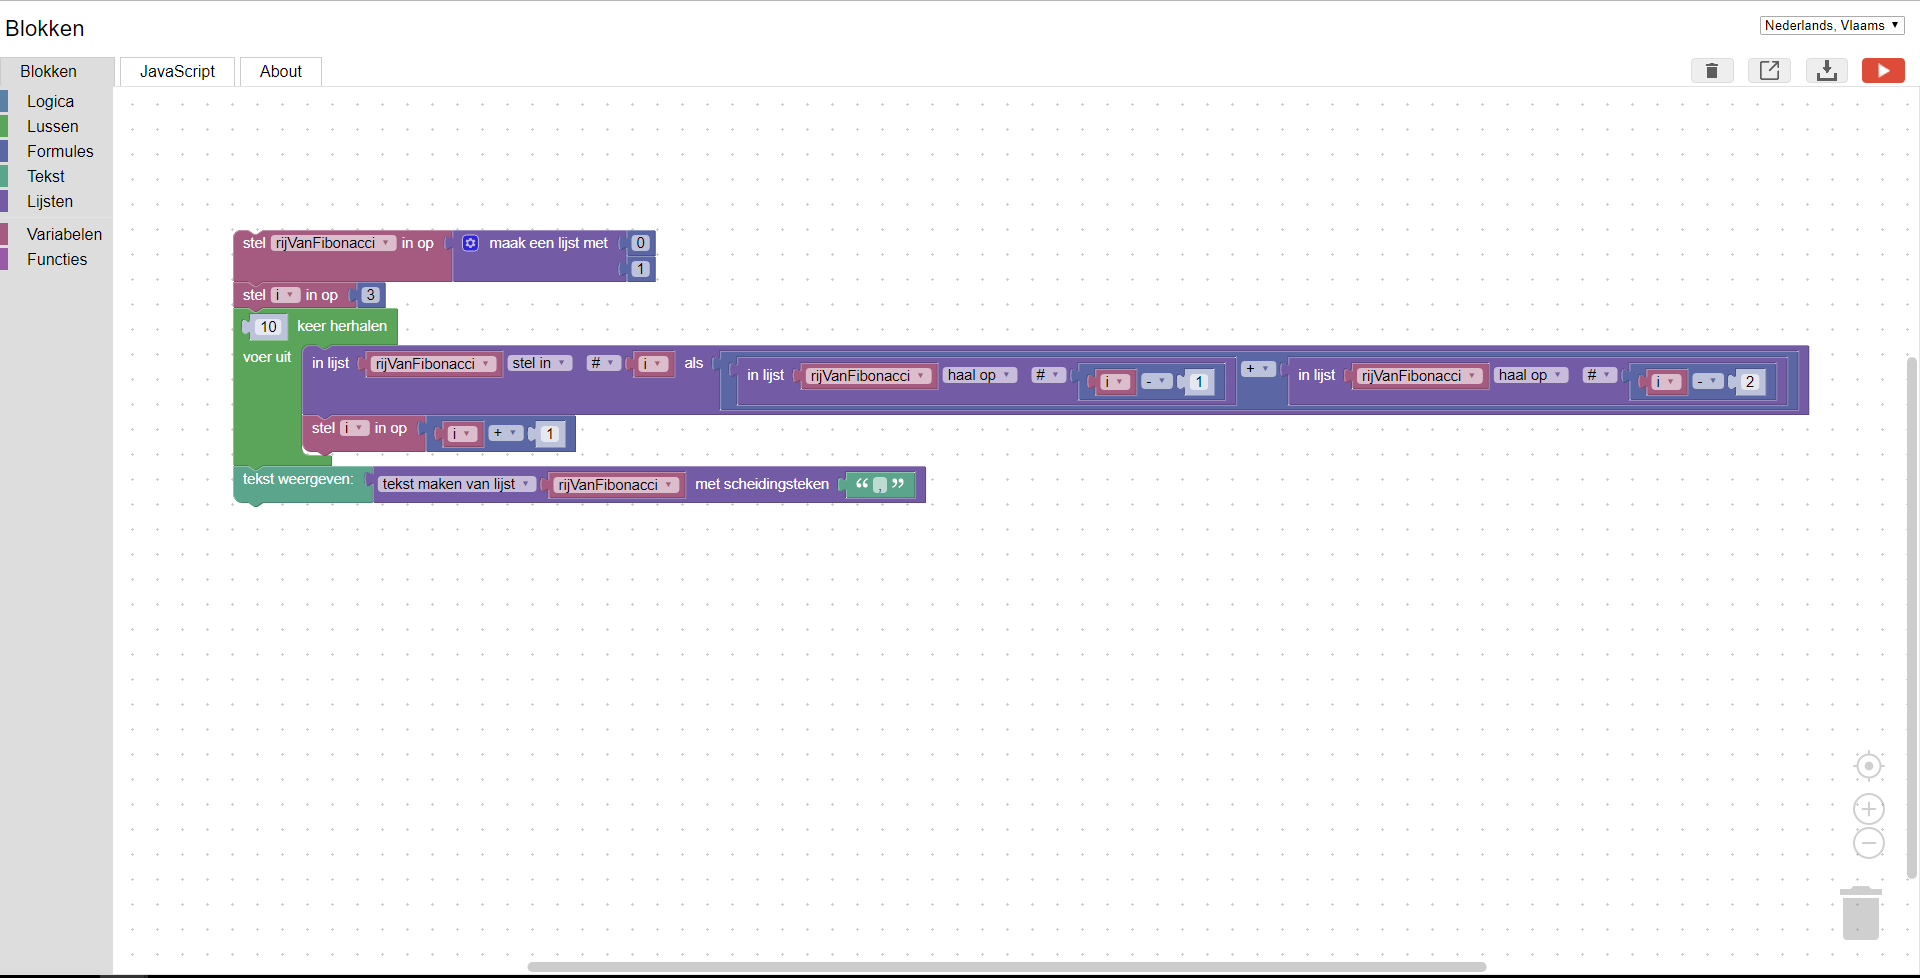 Blokken
Nederlands, Vlaams
Blokken JavaScript About
Logica
Lussen
Formules
Tekst
Lijsten
Variabelen
Functies
stel rijVanFibonacci in op maak een lijst met 0
1
stel i in op 3
10 keer herhalen
voer uit in lijst rijVanFibonacci stel in # i als in lijst rijVanFibonacci haal op # i - 1 + in lijst rijVanFibonacci haal op # i - 2
stel i in op i + 1
tekst weergeven: tekst maken van lijst rijVanFibonacci met scheidingsteken “ , ”